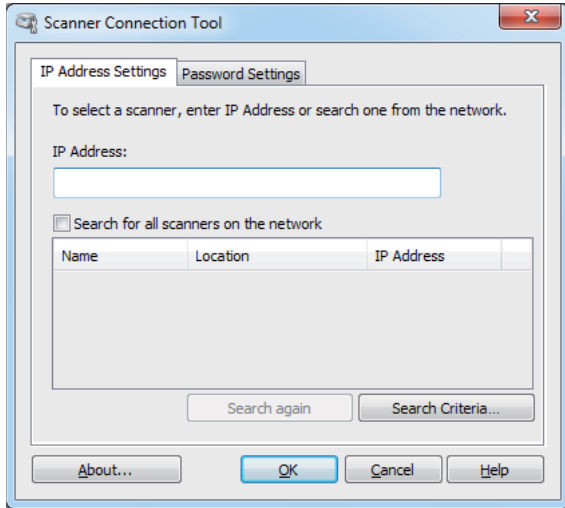 Scanner Connection Tool
IP Address Settings Password Settings
To select a scanner, enter IP Address or search one from the network.
IP Address:
Search for all scanners on the network
Name Location IP Address
Search again Search Criteria...
About... OK Cancel Help